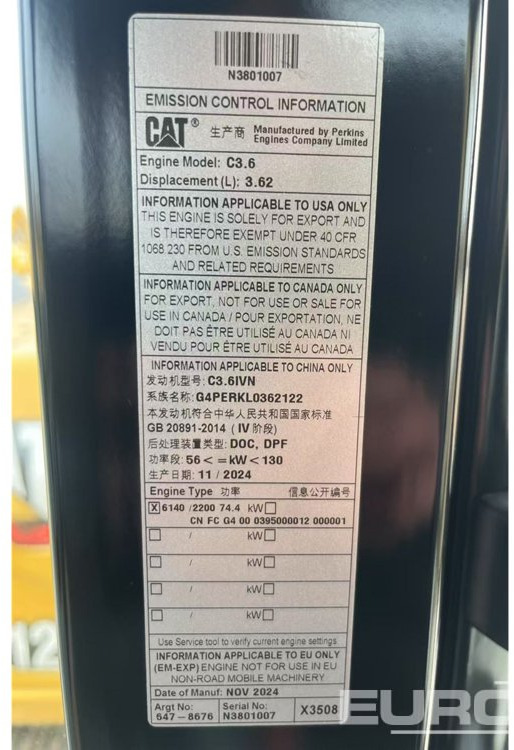 N3801007
EMISSION CONTROL INFORMATION
CAT® 生产商 Manufactured by Perkins
Engines Company Limited
Engine Model: C3.6
Displacement (L): 3.62
INFORMATION APPLICABLE TO USA ONLY
THIS ENGINE IS SOLELY FOR EXPORT AND
IS THEREFORE EXEMPT UNDER 40 CFR
1068.230 FROM U.S. EMISSION STANDARDS
AND RELATED REQUIREMENTS
INFORMATION APPLICABLE TO CANADA ONLY
FOR EXPORT, NOT FOR USE OR SALE FOR
USE IN CANADA / POUR EXPORTATION, NE
DOIT PAS ÊTRE UTILISÉ AU CANADA NI
VENDU POUR ÊTRE UTILISÉ AU CANADA
INFORMATION APPLICABLE TO CHINA ONLY
发动机型号: C3.6IVN
系族名称: G4PERKL0362122
本发动机符合中华人民共和国国家标准
GB 20891-2014 ( IV 阶段)
后处理装置类型: DOC, DPF
功率段: 56 < =kW < 130
生产日期: 11 / 2024
Engine Type 功率 信息公开编号
X 6140 / 2200 74.4 kW
CN FC G4 00 0395000012 000001
/ kW
/ kW
/ kW
/ kW
Use Service tool to verify current engine settings
INFORMATION APPLICABLE TO EU ONLY
(EM-EXP) ENGINE NOT FOR USE IN EU
NON-ROAD MOBILE MACHINERY
Date of Manuf: NOV 2024
Argt No: Serial No: X3508
547-8676 N3801007
EURO